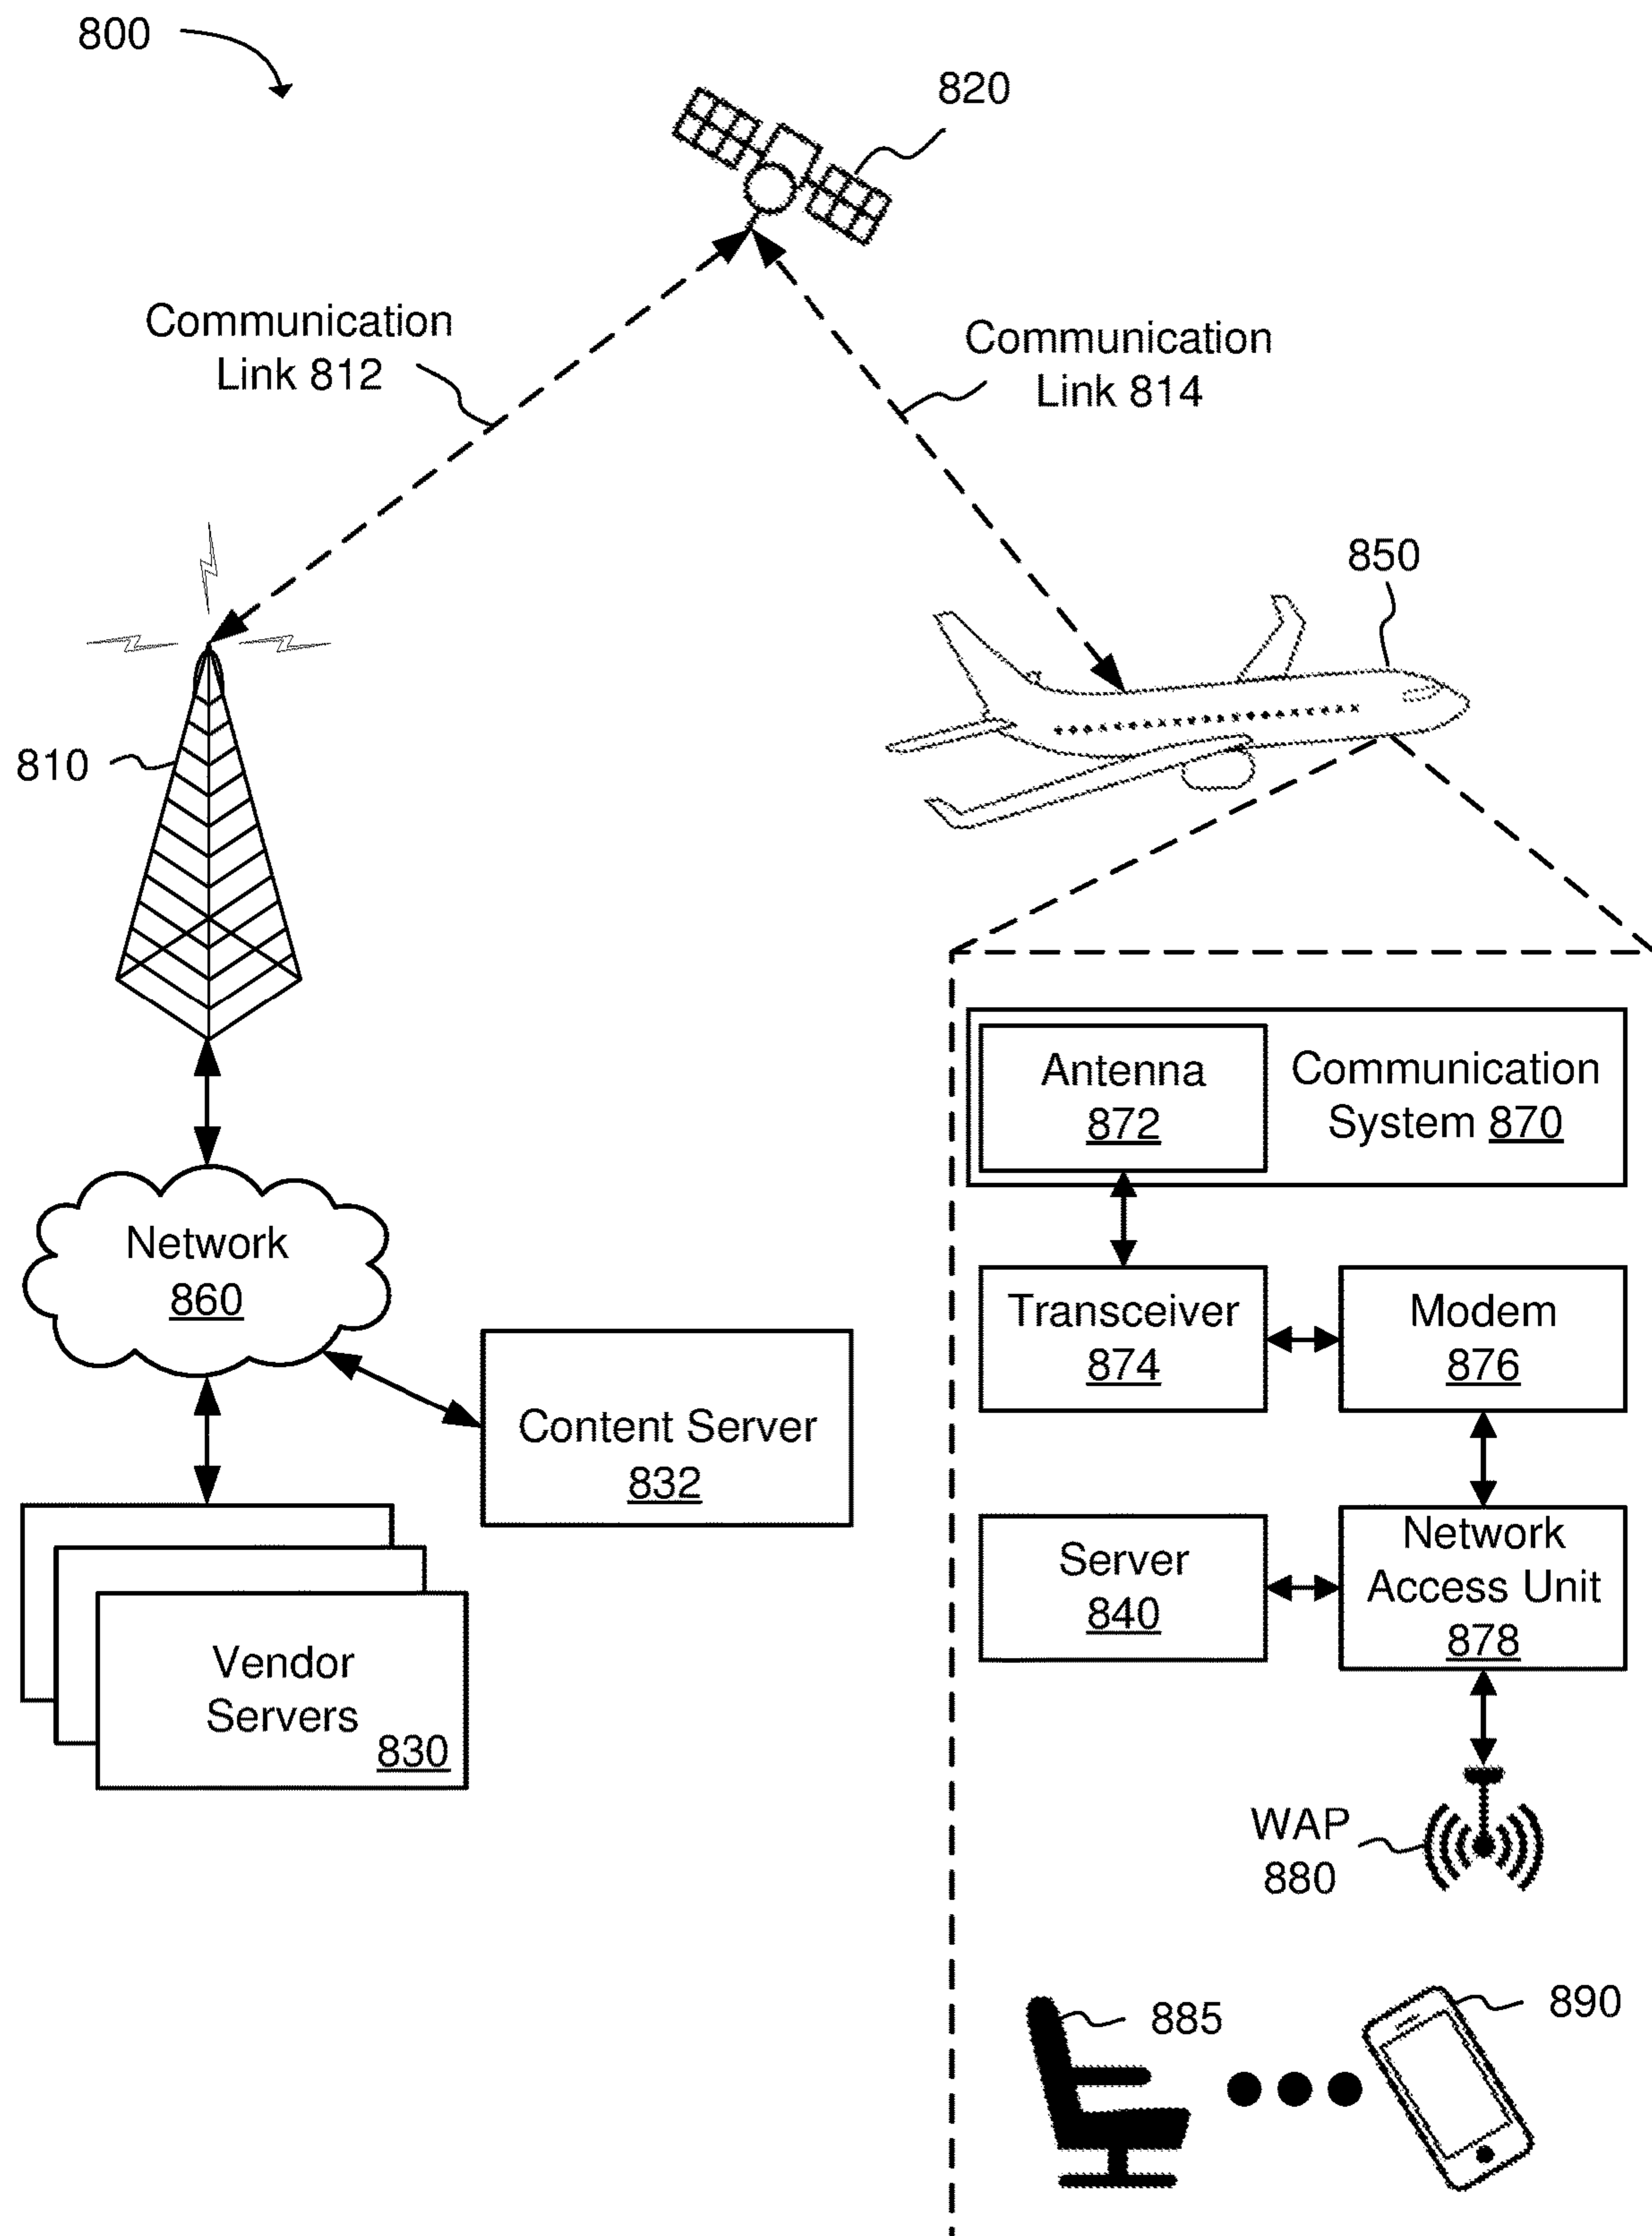 800
820
Communication
Link 812
Communication
Link 814
850
810
Antenna
872
Communication
System 870
Network
860
Transceiver
874
Modem
876
Content Server
832
Server
840
Network
Access Unit
878
Vendor
Servers
830
WAP
880
885
890